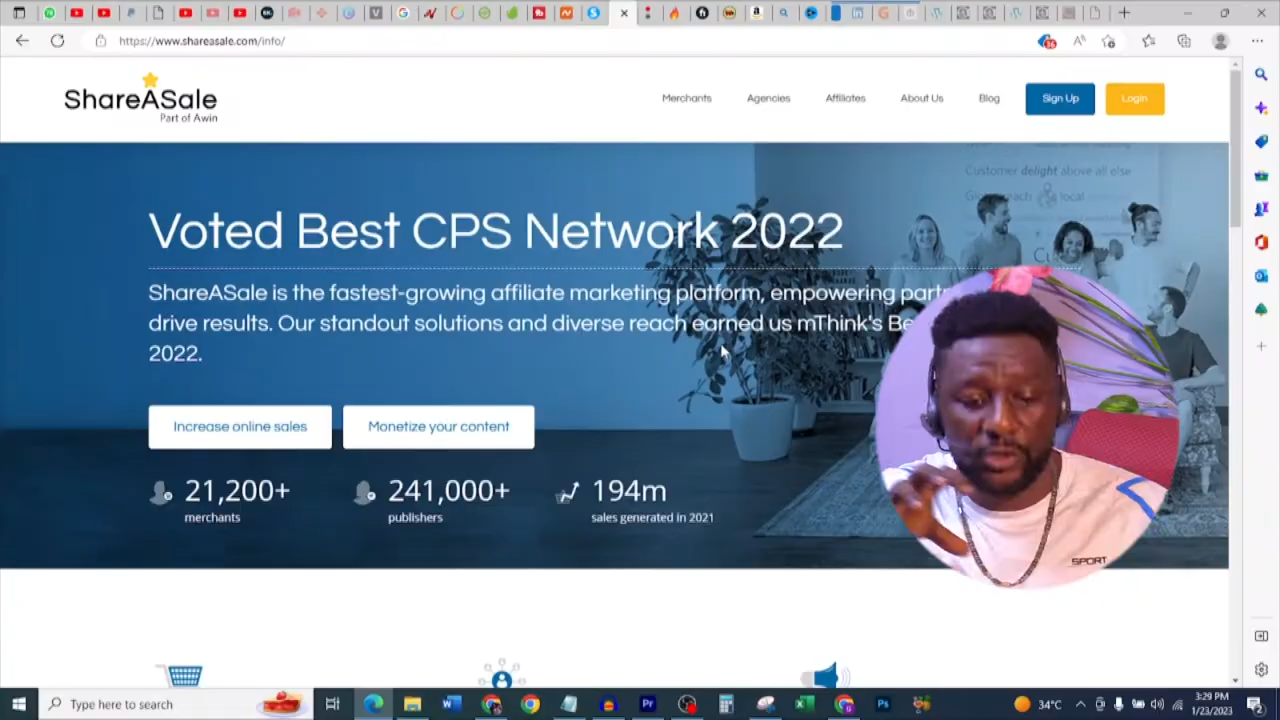 https://www.shareasale.com/info/
36
ShareASale
Part of Awin
Merchants
Agencies
Affiliates
About Us
Blog
Sign Up
Login
Customer delight above all else
local
Voted Best CPS Network 2022
ShareASale is the fastest-growing affiliate marketing platform, empowering
drive results. Our standout solutions and diverse reach earned us mThink's
2022.
Increase online sales
Monetize your content
21,200+
merchants
241,000+
publishers
194m
sales generated in 2021
SPORT
Type here to search
34°C
3:29 PM
1/23/2023